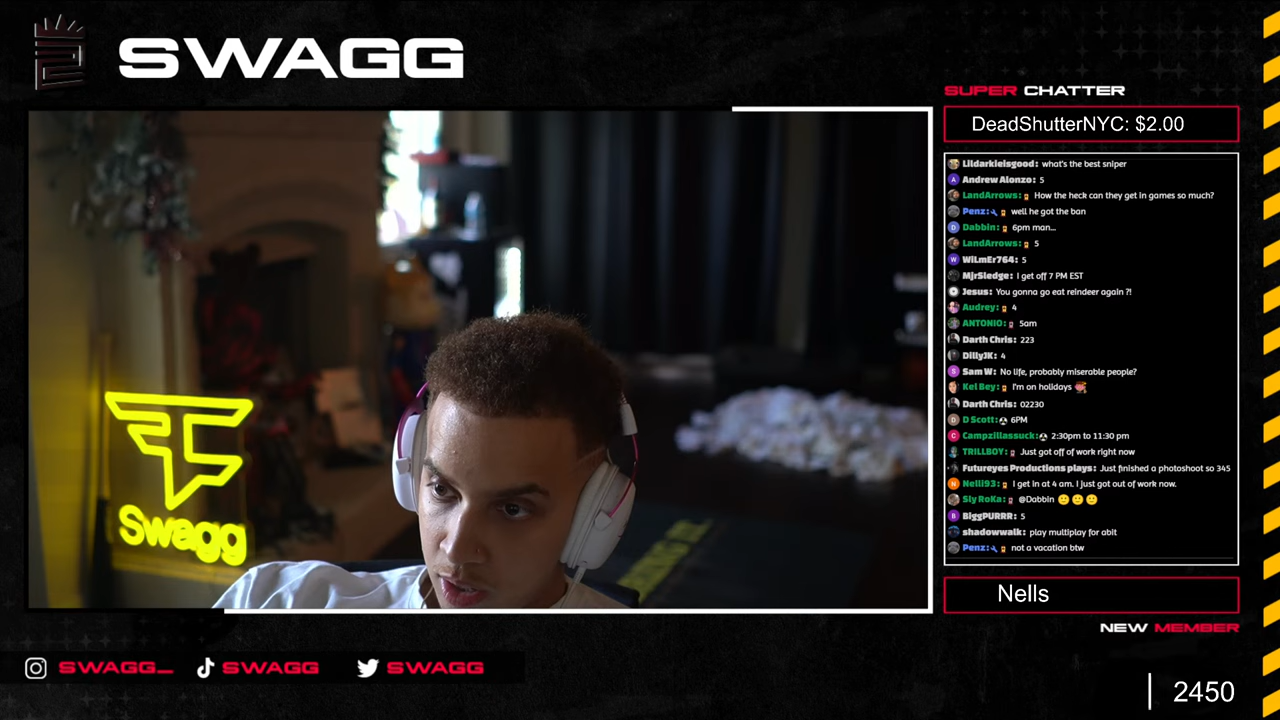 SWAGG
SUPER CHATTER
DeadShutterNYC: $2.00
Lildarkieisgood: what's the best sniper
Andrew Alonzo: 5
LandArrows: How the heck can they get in games so much?
Penz: well he got the ban
Dabbin: 6pm man...
LandArrows: 5
WiLmEr764: 5
MjrSledge: I get off 7 PM EST
Jesus: You gonna go eat reindeer again ?!
Audrey: 4
ANTONIO: 5am
Darth Chris: 223
DillyJK: 4
Sam W: No life, probably miserable people?
Kel Bey: I'm on holidays
Darth Chris: 02230
D Scott: 6PM
Campzillassuck: 2:30pm to 11:30 pm
TRILLBOY: Just got off of work right now
Futureyes Productions plays: Just finished a photoshoot so 345
Nelli93: I get in at 4 am. I just got out of work now.
Sly RoKa: @Dabbin 🙂🙂🙂
BiggPURRR: 5
shadowwalk: play multiplay for abit
Penz: not a vacation btw
Swagg
Nells
NEW MEMBER
SWAGG_ SWAGG SWAGG
2450